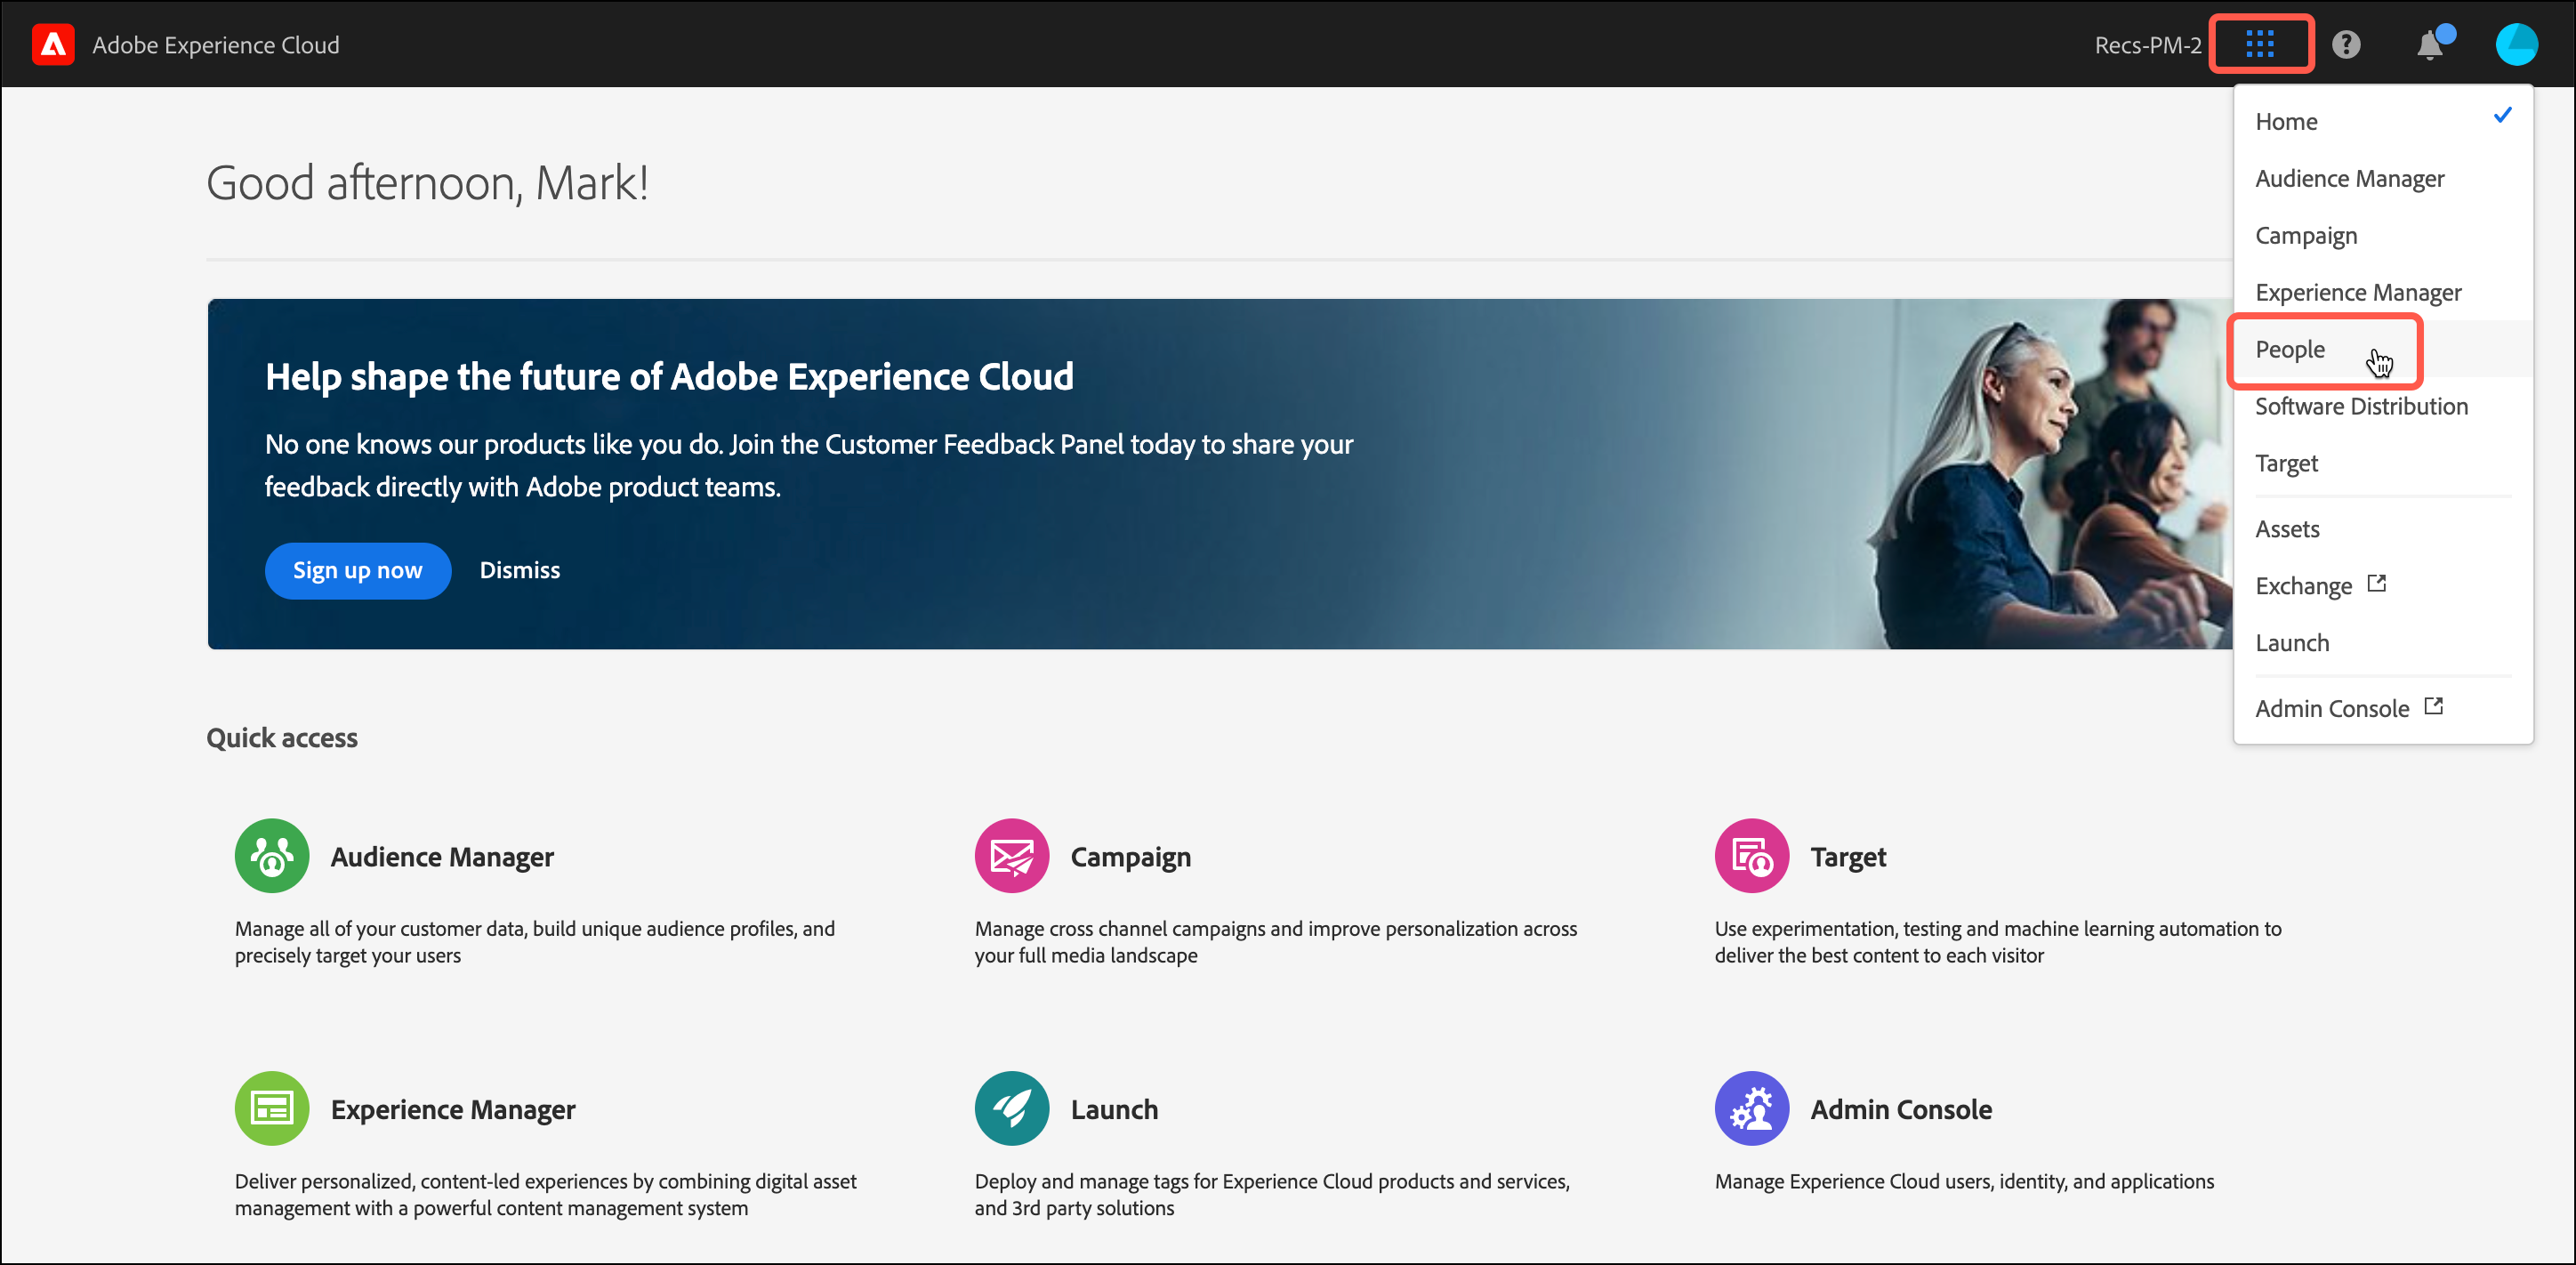 Adobe Experience Cloud
Recs-PM-2
Home
Audience Manager
Campaign
Experience Manager
People
Software Distribution
Target
Assets
Exchange
Launch
Admin Console
Good afternoon, Mark!
Help shape the future of Adobe Experience Cloud
No one knows our products like you do. Join the Customer Feedback Panel today to share your
feedback directly with Adobe product teams.
Sign up now
Dismiss
Quick access
Audience Manager
Manage all of your customer data, build unique audience profiles, and
precisely target your users
Campaign
Manage cross channel campaigns and improve personalization across
your full media landscape
Target
Use experimentation, testing and machine learning automation to
deliver the best content to each visitor
Experience Manager
Deliver personalized, content-led experiences by combining digital asset
management with a powerful content management system
Launch
Deploy and manage tags for Experience Cloud products and services,
and 3rd party solutions
Admin Console
Manage Experience Cloud users, identity, and applications